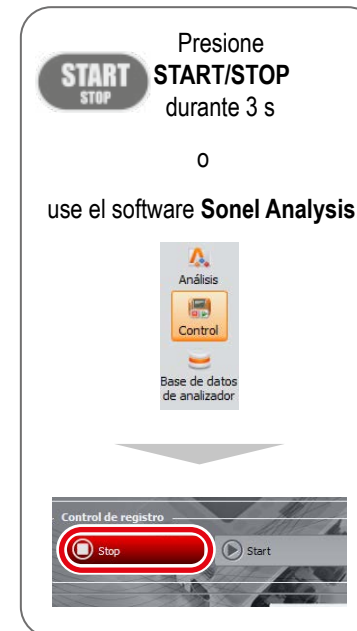 START
STOP
Presione
START/STOP
durante 3 s
o
use el software Sonel Analysis
Análisis
Control
Base de datos
de analizador
Control de registro
Stop
Start